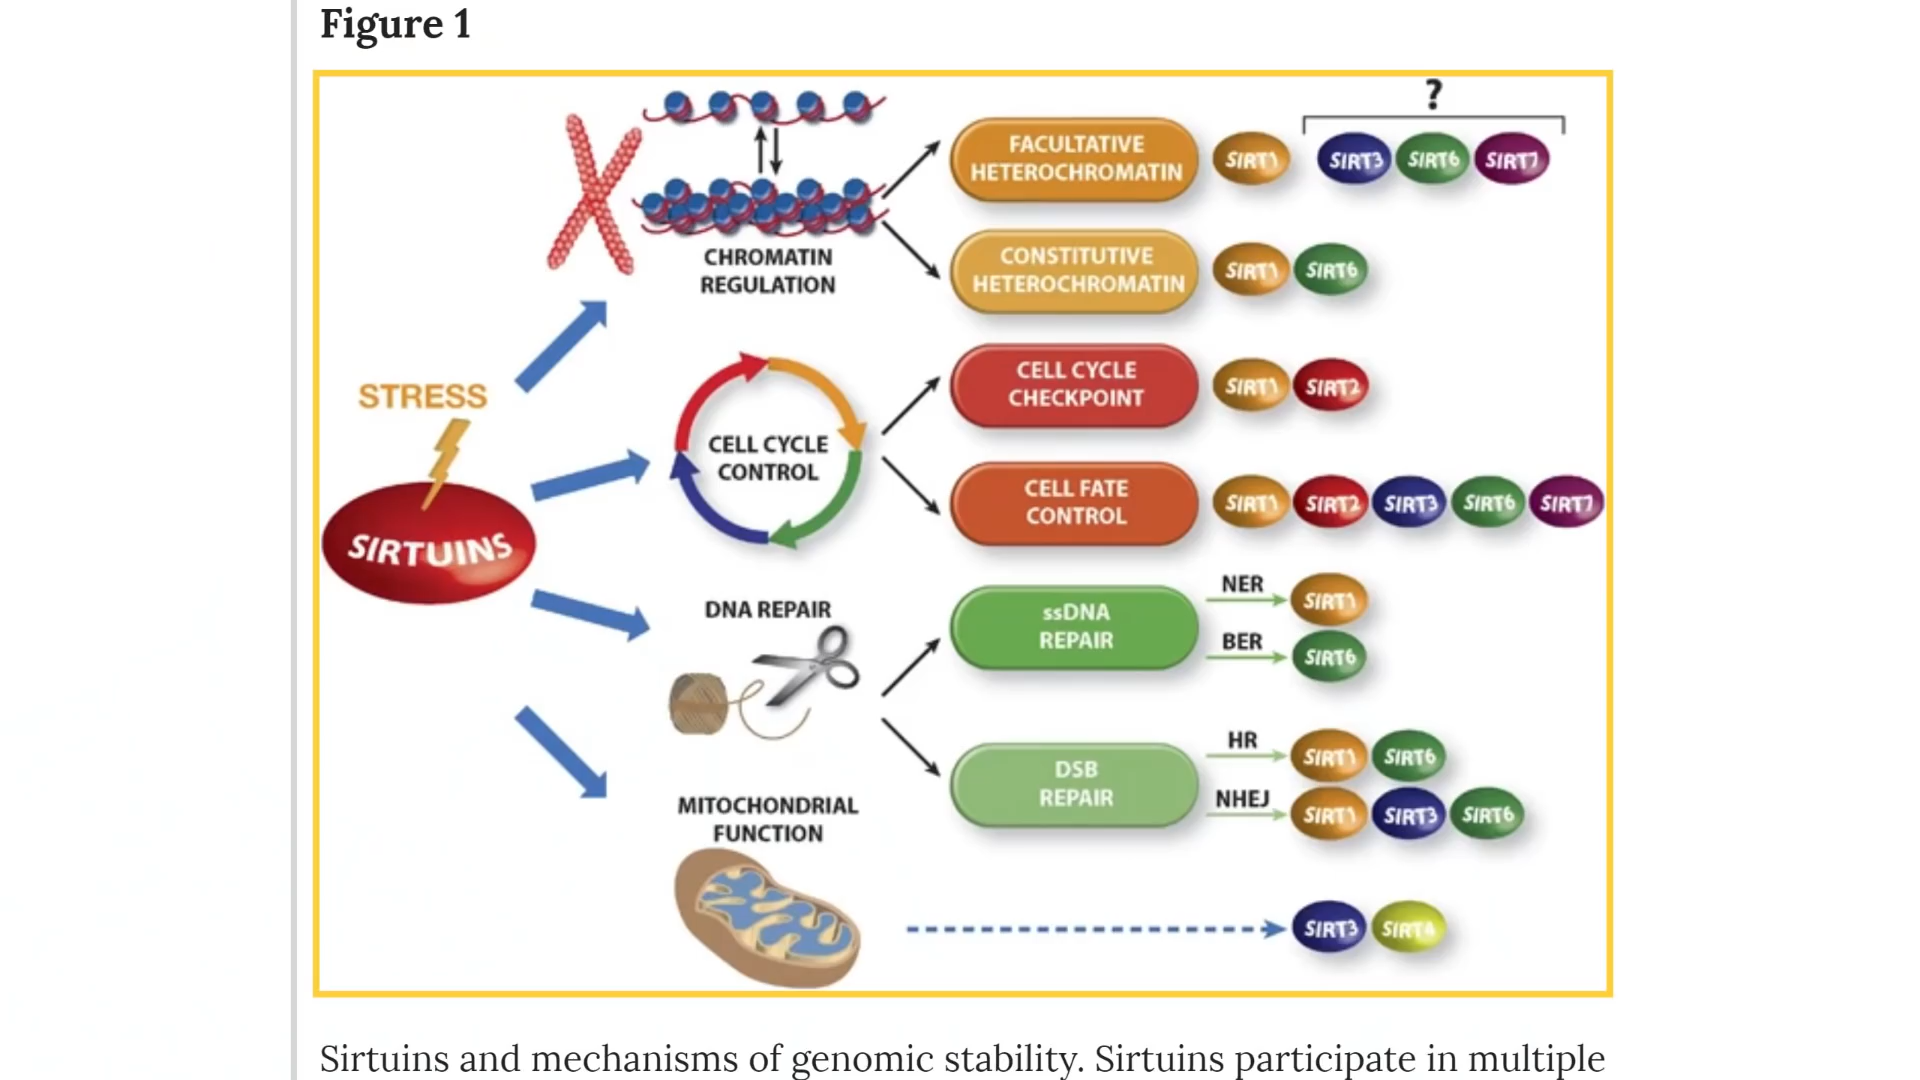 Figure 1
?
FACULTATIVE
HETEROCHROMATIN
SIRT1
SIRT3
SIRT6
SIRT7
CHROMATIN
REGULATION
CONSTITUTIVE
HETEROCHROMATIN
SIRT1
SIRT6
STRESS
SIRTUINS
CELL CYCLE
CONTROL
CELL CYCLE
CHECKPOINT
SIRT1
SIRT2
CELL FATE
CONTROL
SIRT1
SIRT2
SIRT3
SIRT6
SIRT7
DNA REPAIR
ssDNA
REPAIR
NER
SIRT1
BER
SIRT6
DSB
REPAIR
HR
SIRT1
SIRT6
NHEJ
SIRT1
SIRT3
SIRT6
MITOCHONDRIAL
FUNCTION
SIRT3
SIRT4
Sirtuins and mechanisms of genomic stability. Sirtuins participate in multiple